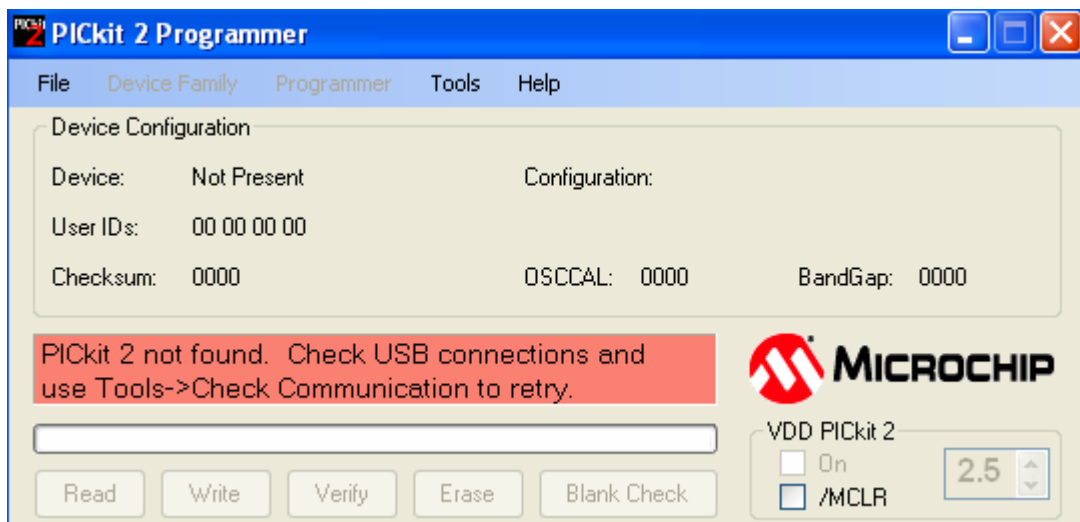 PICkit 2 Programmer
File Device Family Programmer Tools Help
Device Configuration
Device: Not Present Configuration:
User IDs: 00 00 00 00
Checksum: 0000 OSCCAL: 0000 BandGap: 0000
PICkit 2 not found. Check USB connections and
use Tools->Check Communication to retry.
MICROCHIP
VDD PICkit 2
On
/MCLR
2.5
Read Write Verify Erase Blank Check